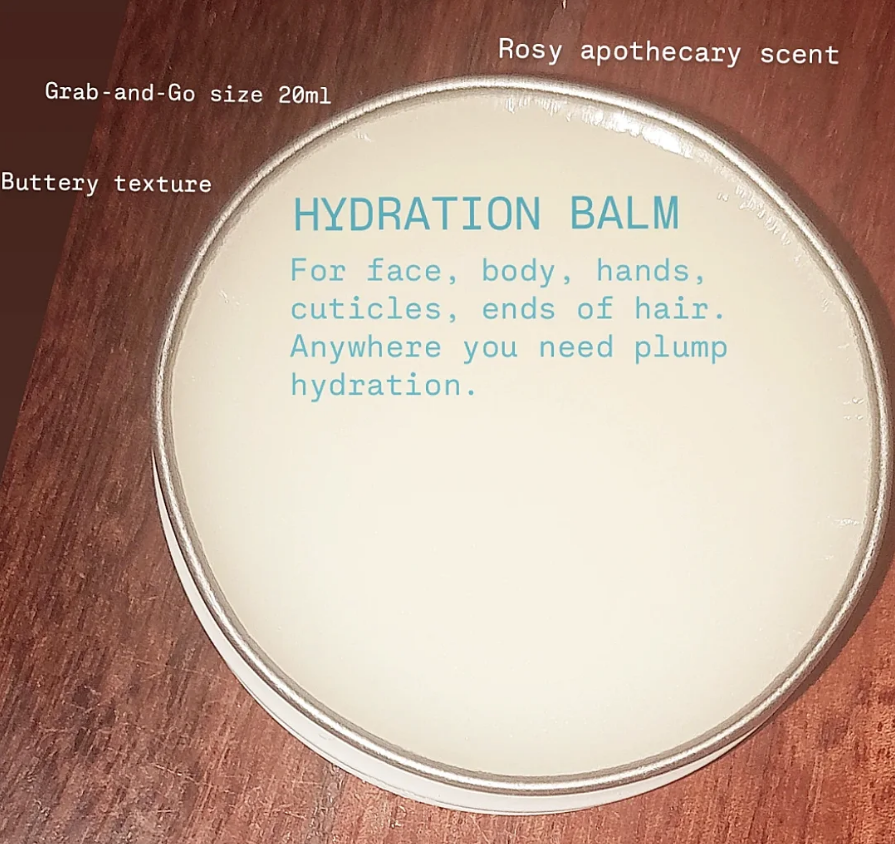 Rosy apothecary scent
Grab-and-Go size 20ml
Buttery texture
HYDRATION BALM
For face, body, hands,
cuticles, ends of hair.
Anywhere you need plump
hydration.